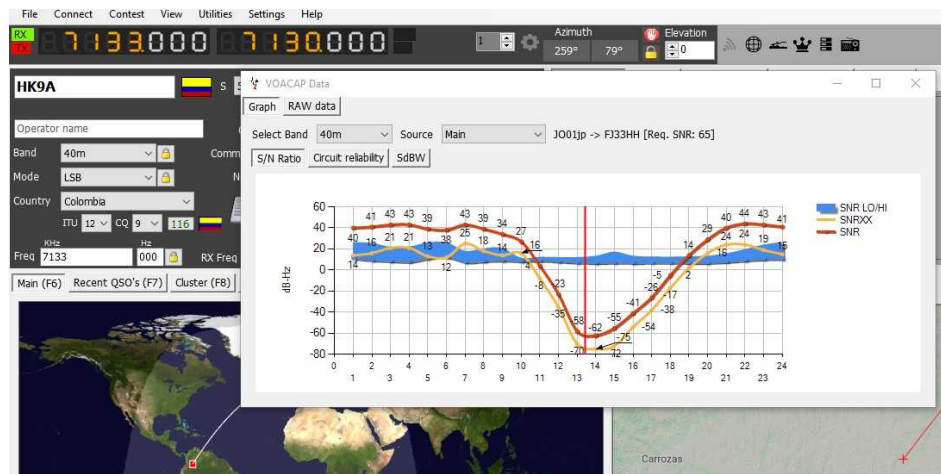 File Connect Contest View Utilities Settings Help
RX 7133.000 7130.000
TX
1
Azimuth
259° 79°
Elevation
0
HK9A
S 5
Operator name
Band 40m Comm
Mode LSB N
Country Colombia
ITU 12 CQ 9 116
KHz Hz
Freq 7133 000 RX Freq
Main (F6) Recent QSO's (F7) Cluster (F8)
VOACAP Data
Graph RAW data
Select Band 40m Source Main JO01jp -> FJ33HH [Req. SNR: 65]
S/N Ratio Circuit reliability SdBW
dB-Hz
60
40
20
0
-20
-40
-60
-80
41 43 43 39 43 39 34 27
40 16 21 21 13 38 25 18 14 16
14 12 4
-8 -23 -35 -58 -70 -62 -75 -72 -55 -41 -54 -26 -38 -5 -17 14 2
29 40 44 43 41
16 24 24 19 15
0 2 4 6 8 10 12 14 16 18 20 22 24
1 3 5 7 9 11 13 15 17 19 21 23
SNR LO/HI
SNRXX
SNR
Carrozas